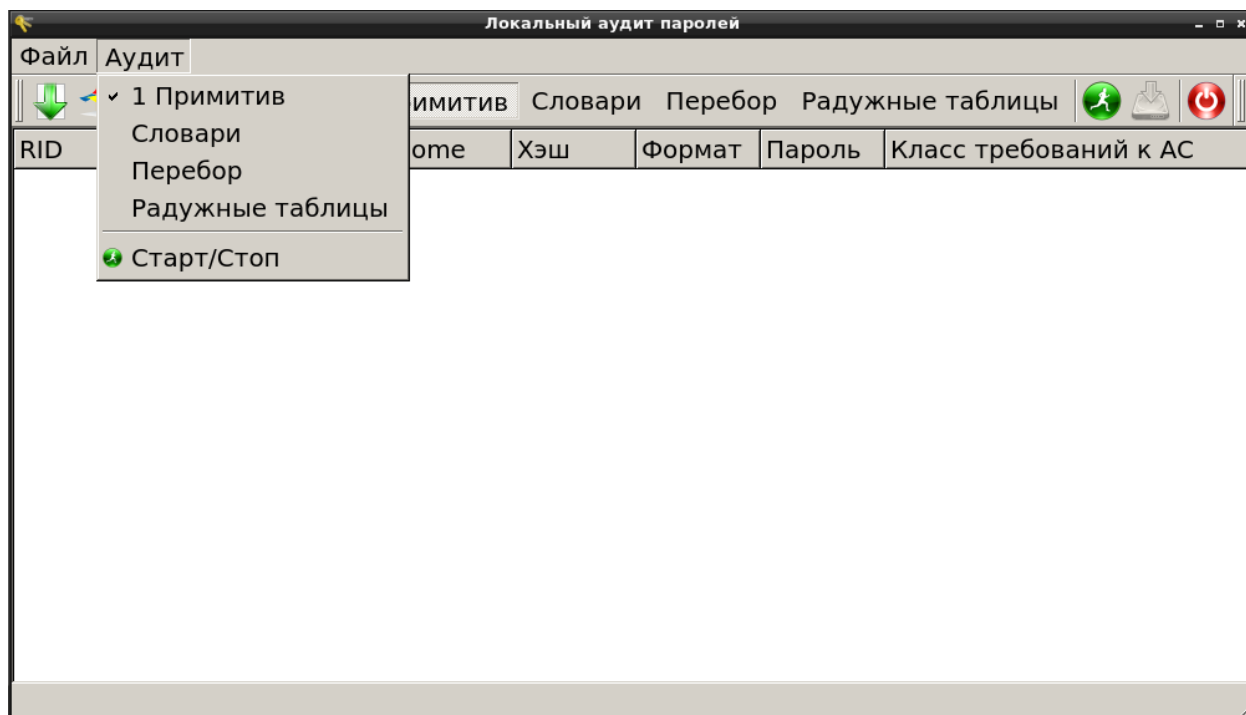 Локальный аудит паролей
Файл Аудит
1 Примитив
Словари
Перебор
Радужные таблицы
Старт/Стоп
имитив Словари Перебор Радужные таблицы
RID ome Хэш Формат Пароль Класс требований к АС